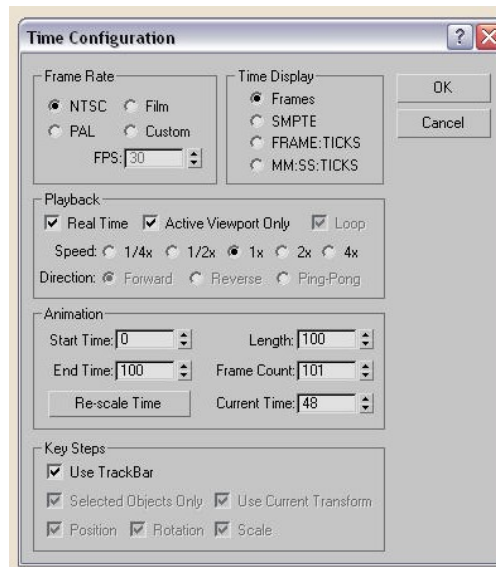 Time Configuration
Frame Rate
NTSC Film
PAL Custom
FPS: 30
Time Display
Frames
SMPTE
FRAME:TICKS
MM:SS:TICKS
OK
Cancel
Playback
Real Time Active Viewport Only Loop
Speed: 1/4x 1/2x 1x 2x 4x
Direction: Forward Reverse Ping-Pong
Animation
Start Time: 0 Length: 100
End Time: 100 Frame Count: 101
Re-scale Time Current Time: 48
Key Steps
Use TrackBar
Selected Objects Only Use Current Transform
Position Rotation Scale